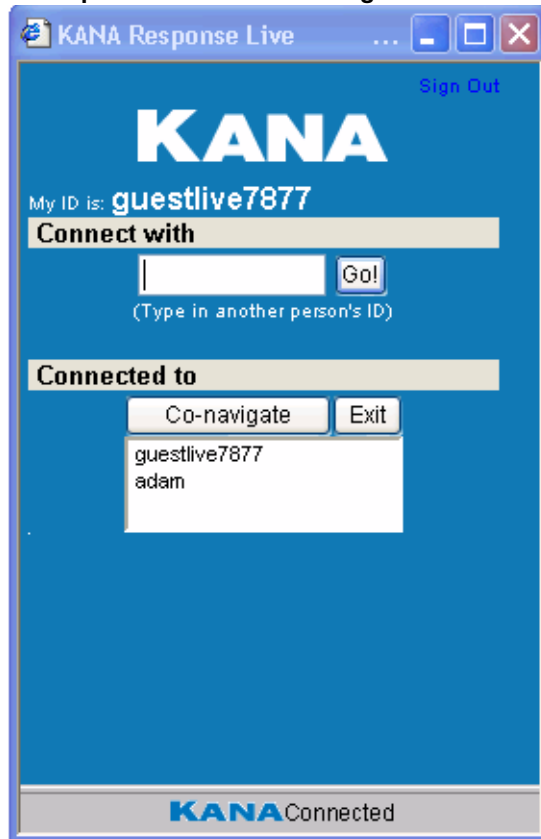 KANA Response Live ...
Sign Out
KANA
My ID is: guestlive7877
Connect with
Go!
(Type in another person's ID)
Connected to
Co-navigate Exit
guestlive7877
adam
KANA Connected